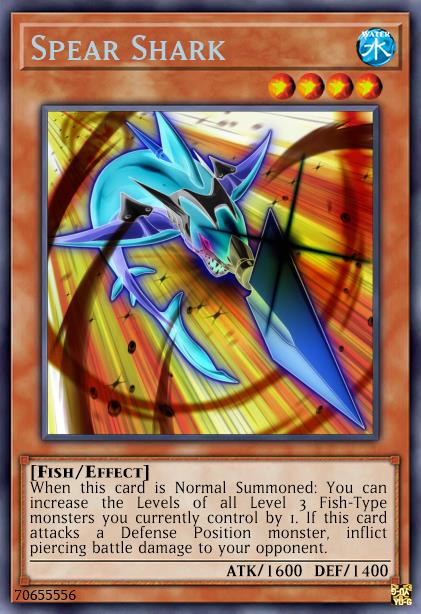 SPEAR SHARK
WATER
水
[FISH/EFFECT]
When this card is Normal Summoned: You can
increase the Levels of all Level 3 Fish-Type
monsters you currently control by 1. If this card
attacks a Defense Position monster, inflict
piercing battle damage to your opponent.
ATK/1600 DEF/1400
70655556